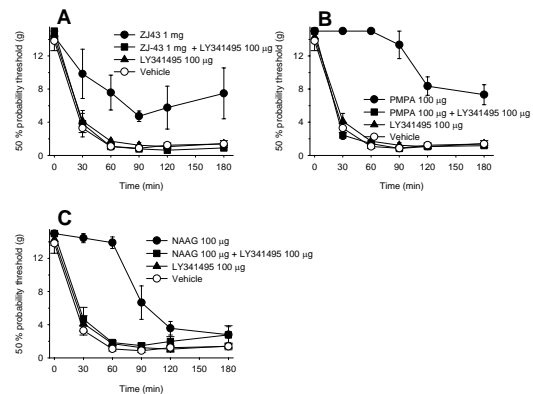 A
ZJ43 1 mg
ZJ-43 1 mg + LY341495 100 μg
LY341495 100 μg
Vehicle
50 % probability threshold (g)
12
8
4
0
0 30 60 90 120 150 180
Time (min)
B
PMPA 100 μg
PMPA 100 μg + LY341495 100 μg
LY341495 100 μg
Vehicle
50 % probability threshold (g)
12
8
4
0
0 30 60 90 120 150 180
Time (min)
C
NAAG 100 μg
NAAG 100 μg + LY341495 100 μg
LY341495 100 μg
Vehicle
50 % probability threshold (g)
12
8
4
0
0 30 60 90 120 150 180
Time (min)